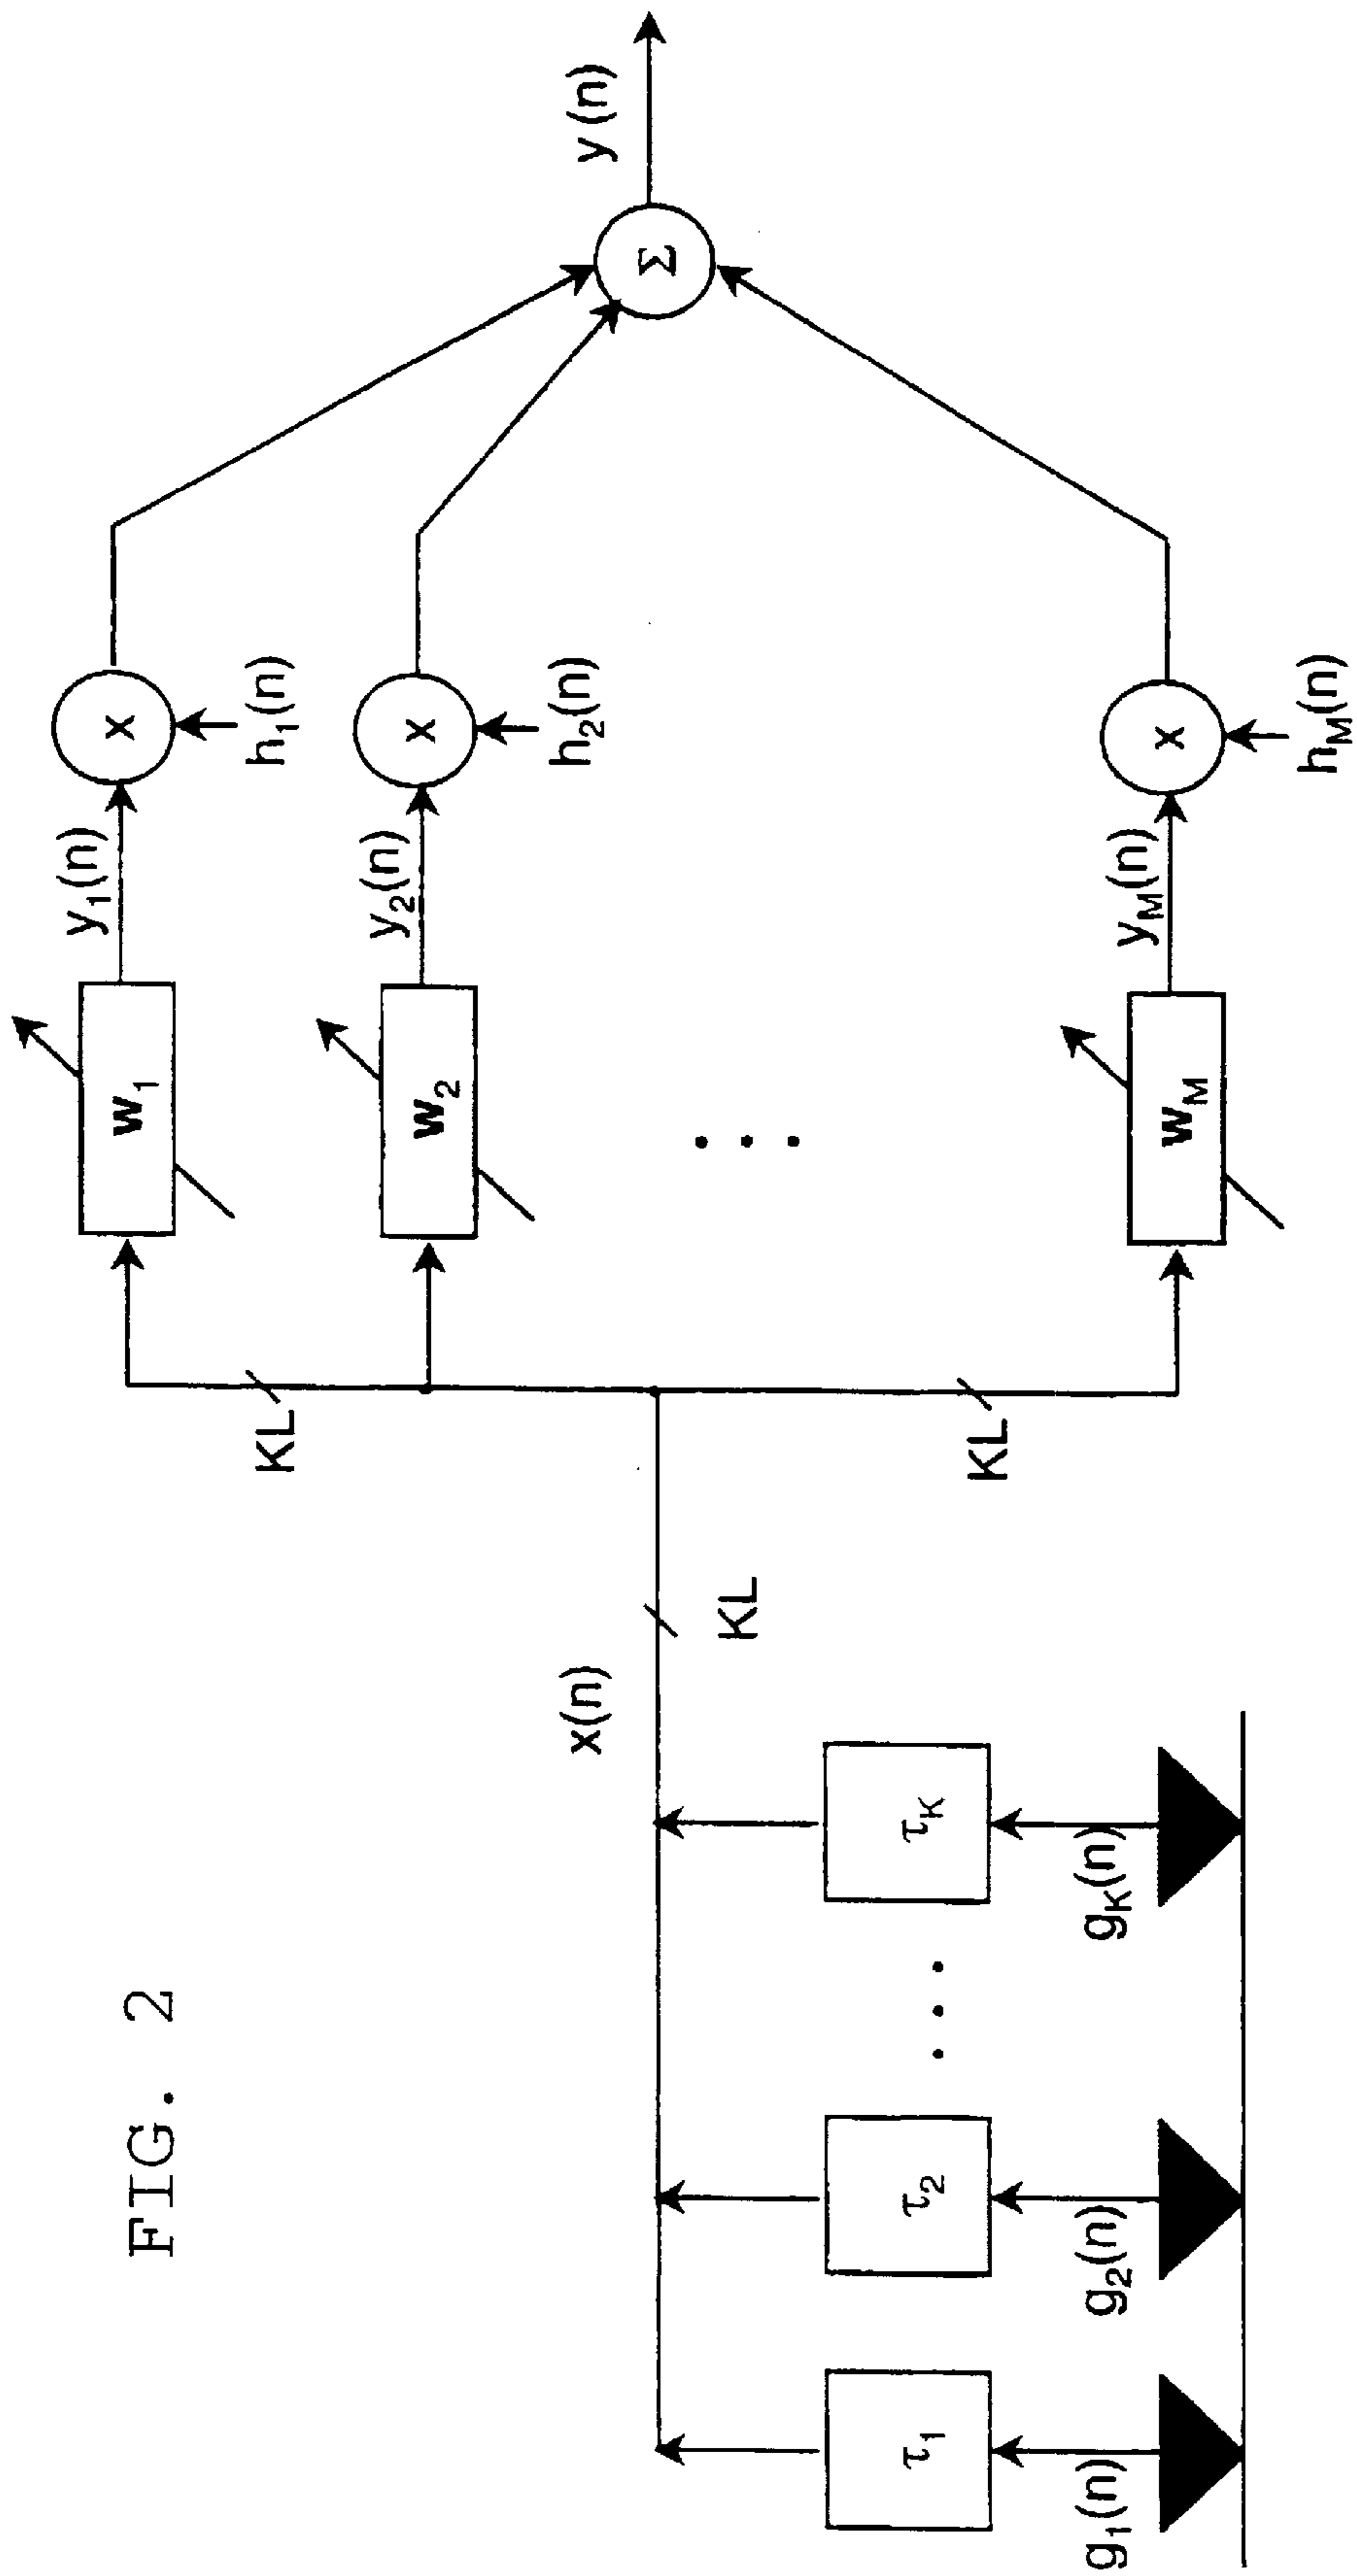 FIG. 2
g₁(n)
τ₁
g₂(n)
τ₂
. . .
gK(n)
τK
x(n)
KL
KL
KL
w₁
y₁(n)
x
h₁(n)
w₂
y₂(n)
x
h₂(n)
. . .
wM
yM(n)
x
hM(n)
Σ
y (n)